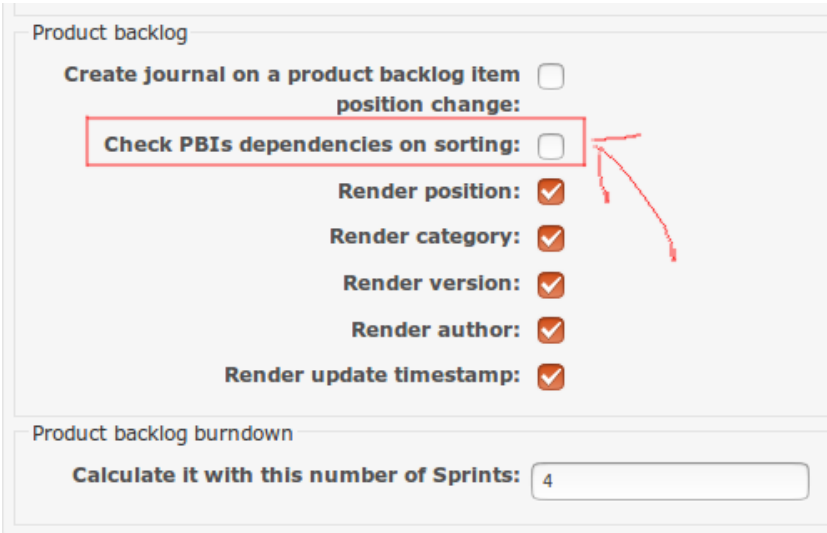 Product backlog
Create journal on a product backlog item
position change:
Check PBIs dependencies on sorting:
Render position:
Render category:
Render version:
Render author:
Render update timestamp:
Product backlog burndown
Calculate it with this number of Sprints: 4